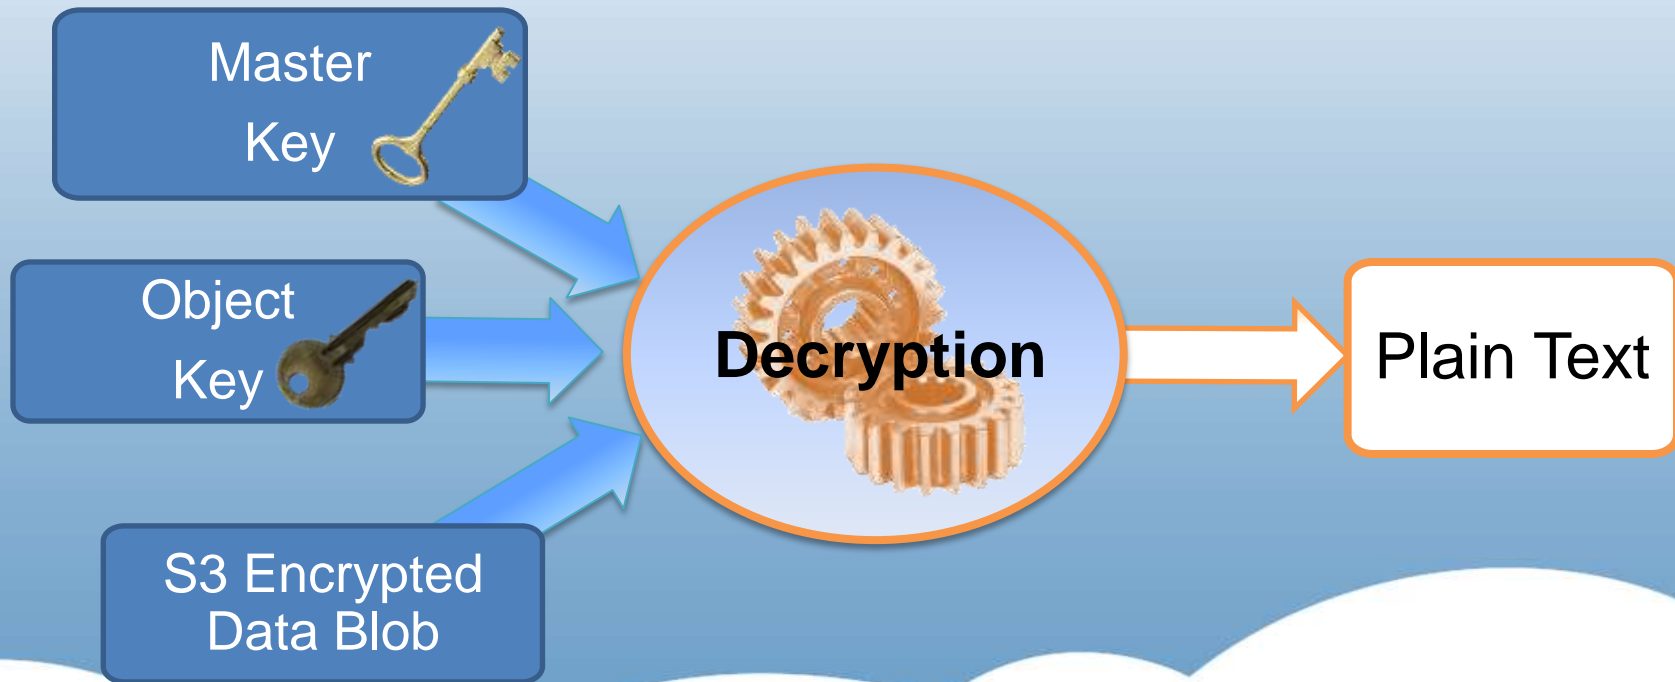 Master
Key
Object
Key
S3 Encrypted
Data Blob
Decryption
Plain Text